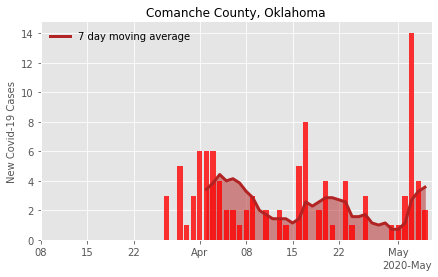 Comanche County, Oklahoma
7 day moving average
New Covid-19 Cases
14
12
10
8
6
4
2
0
08 15 22 Apr 08 15 22 May
2020-May